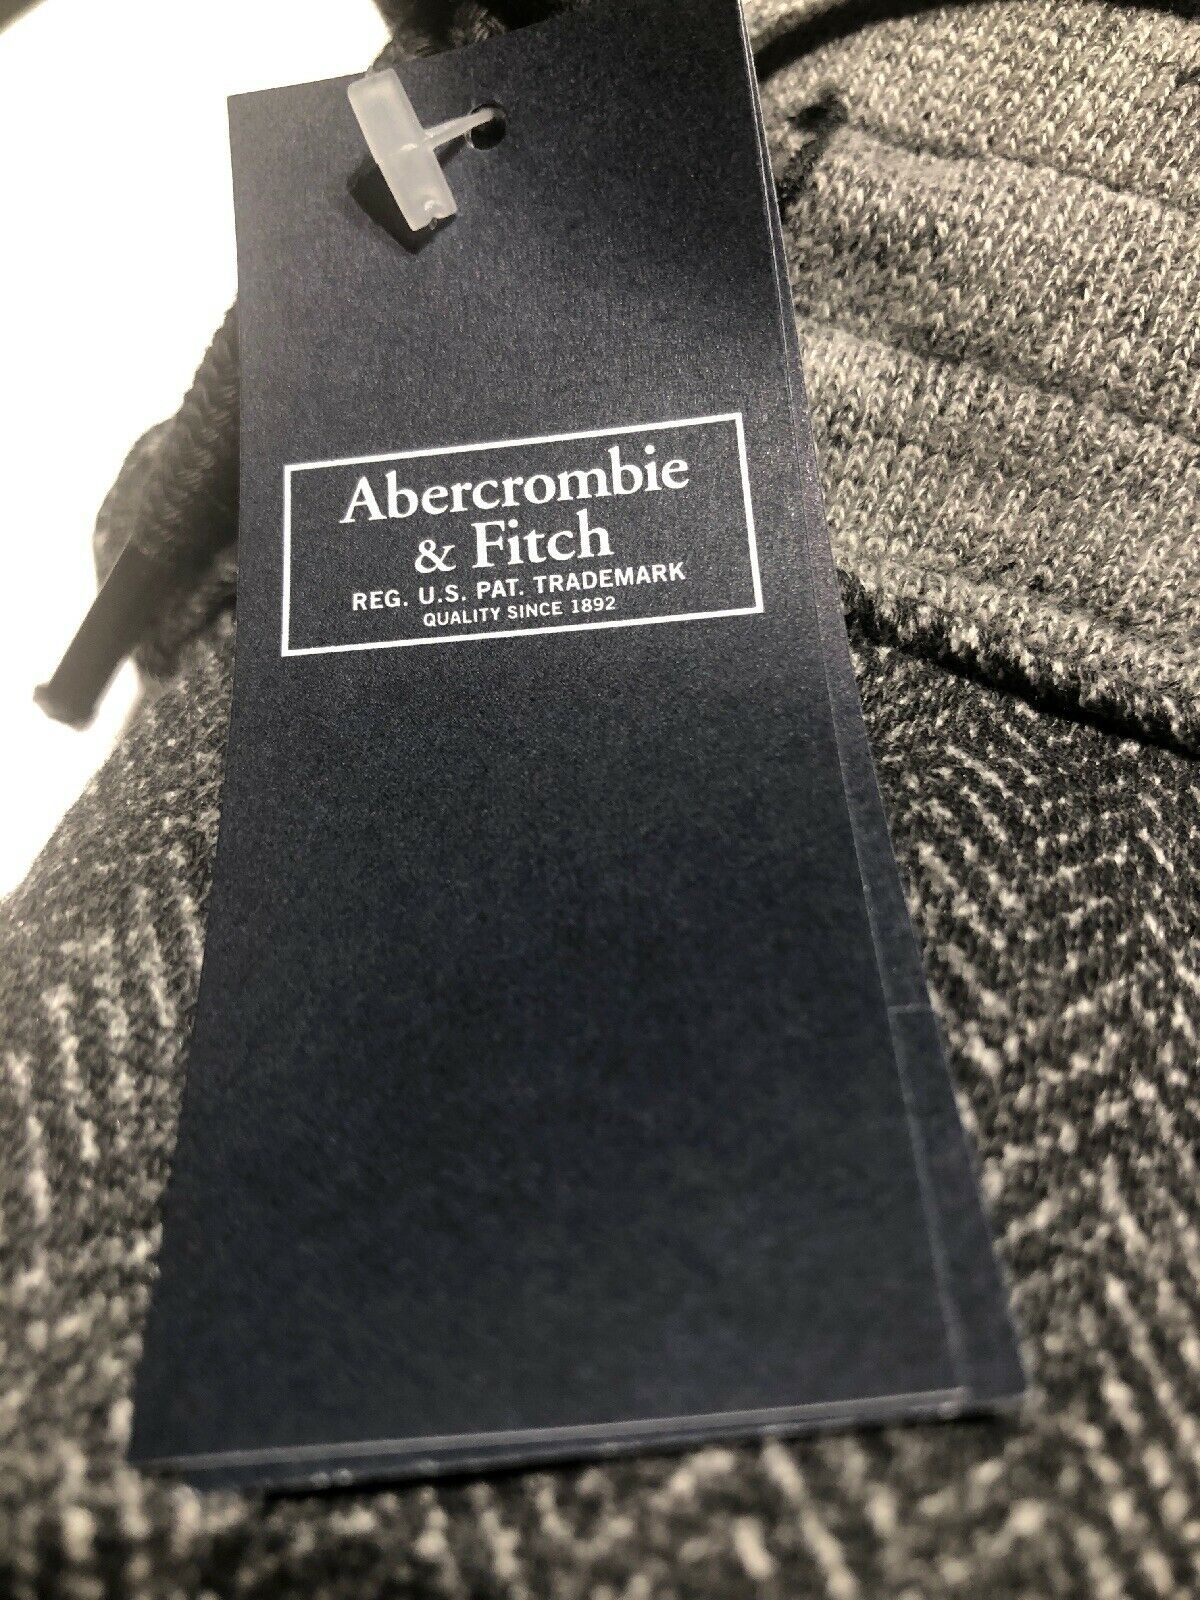 Abercrombie
& Fitch
REG. U.S. PAT. TRADEMARK
QUALITY SINCE 1892